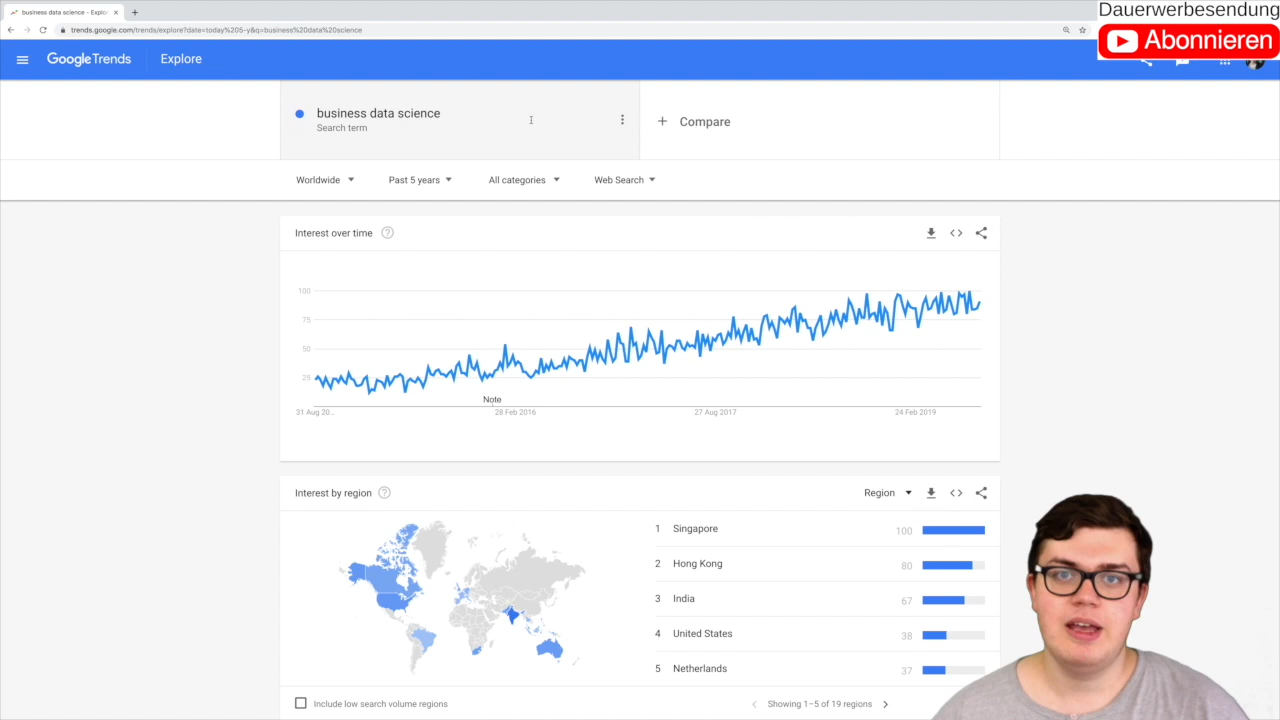 business data science - Explor
trends.google.com/trends/explore?date=today%205-y&q=business%20data%20science
Dauerwerbesendung
Abonnieren
Google Trends
Explore
business data science
Search term
+ Compare
Worldwide
Past 5 years
All categories
Web Search
Interest over time
100
75
50
25
Note
31 Aug 20...
28 Feb 2016
27 Aug 2017
24 Feb 2019
Interest by region
Region
1 Singapore 100
2 Hong Kong 80
3 India 67
4 United States 38
5 Netherlands 37
Include low search volume regions
Showing 1–5 of 19 regions